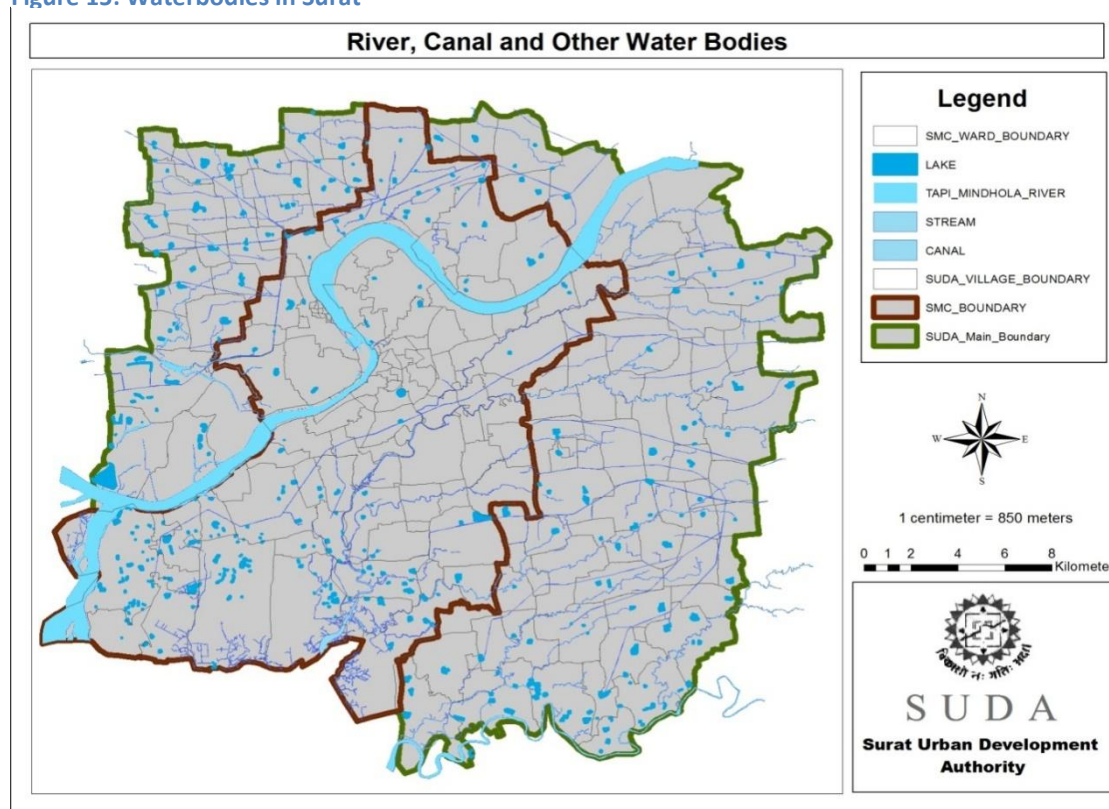 Figure 15: Waterbodies in Surat
River, Canal and Other Water Bodies
Legend
SMC_WARD_BOUNDARY
LAKE
TAPI_MINDHOLA_RIVER
STREAM
CANAL
SUDA_VILLAGE_BOUNDARY
SMC_BOUNDARY
SUDA_Main_Boundary
N
W E
S
1 centimeter = 850 meters
0 1 2 4 6 8
Kilomete
SUDA
Surat Urban Development
Authority